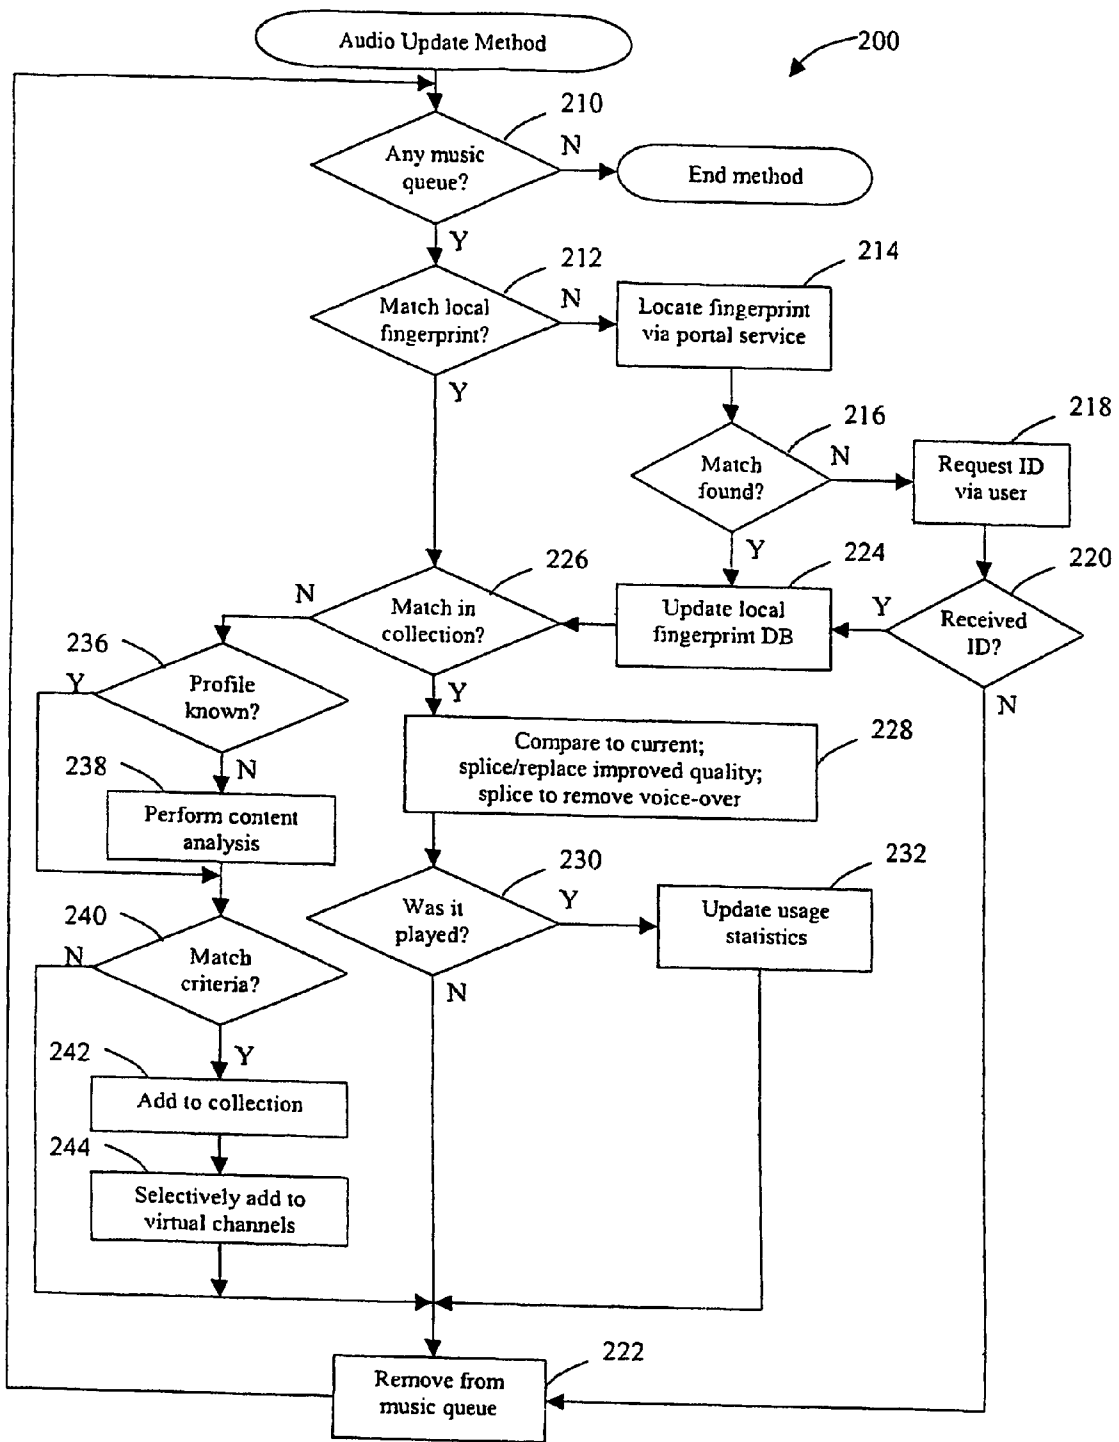 Audio Update Method
200
210
Any music
queue?
N
End method
Y
212
Match local
fingerprint?
N
214
Locate fingerprint
via portal service
Y
216
Match
found?
N
218
Request ID
via user
Y
226
N
Match in
collection?
224
Update local
fingerprint DB
Y
220
Received
ID?
N
236
Y
Profile
known?
N
Y
228
Compare to current;
splice/replace improved quality;
splice to remove voice-over
238
Perform content
analysis
230
Was it
played?
Y
232
Update usage
statistics
N
240
N
Match
criteria?
Y
242
Add to collection
244
Selectively add to
virtual channels
222
Remove from
music queue